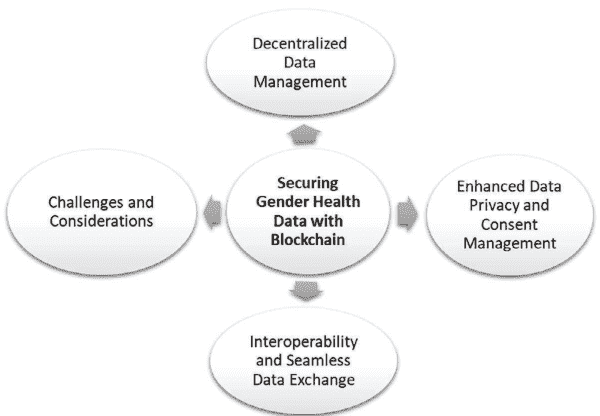 Decentralized
Data
Management
Challenges and
Considerations
Securing
Gender Health
Data with
Blockchain
Enhanced Data
Privacy and
Consent
Management
Interoperability
and Seamless
Data Exchange